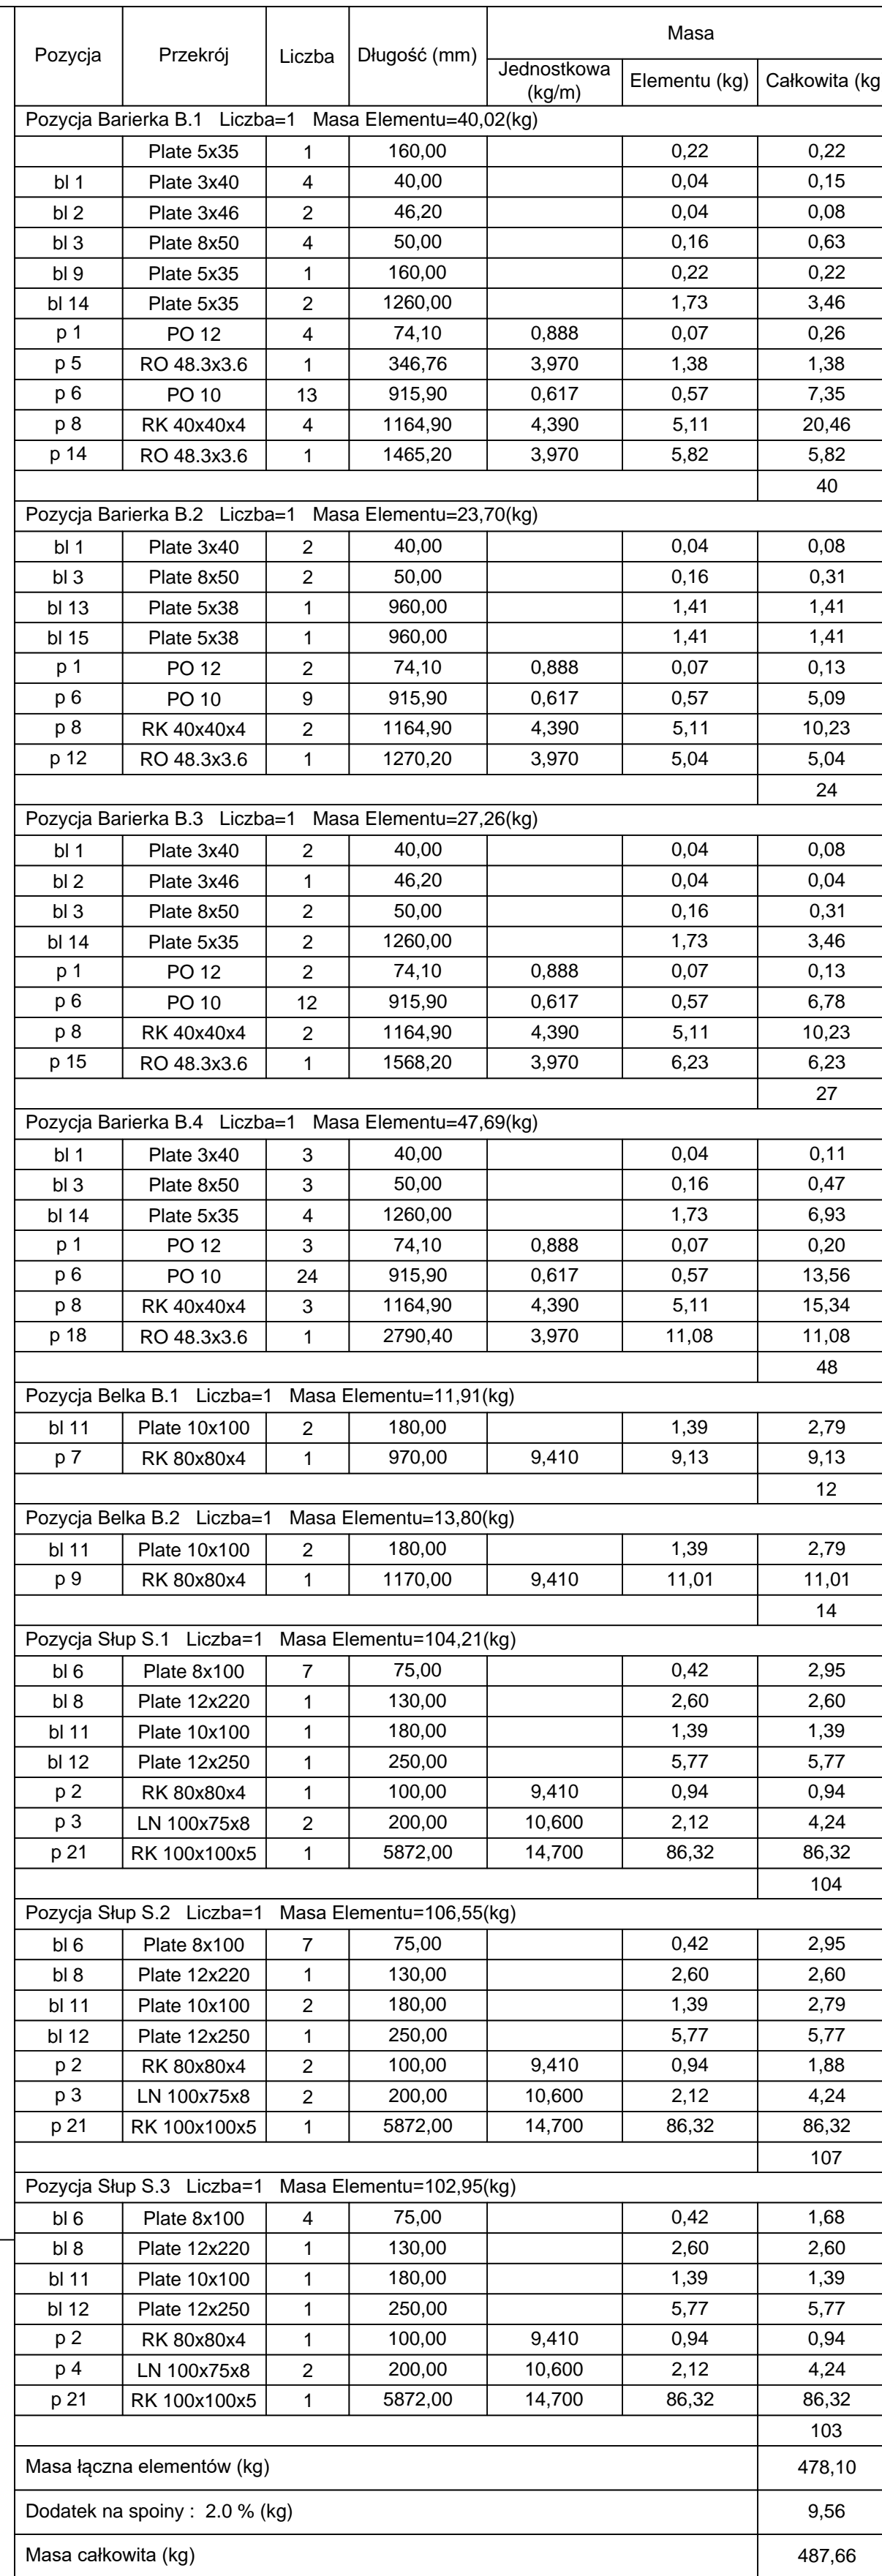 Pozycja Przekrój Liczba Długość (mm) Masa
Jednostkowa (kg/m) Elementu (kg) Całkowita (kg
Pozycja Barierka B.1 Liczba=1 Masa Elementu=40,02(kg)
Plate 5x35 1 160,00 0,22 0,22
bl 1 Plate 3x40 4 40,00 0,04 0,15
bl 2 Plate 3x46 2 46,20 0,04 0,08
bl 3 Plate 8x50 4 50,00 0,16 0,63
bl 9 Plate 5x35 1 160,00 0,22 0,22
bl 14 Plate 5x35 2 1260,00 1,73 3,46
p 1 PO 12 4 74,10 0,888 0,07 0,26
p 5 RO 48.3x3.6 1 346,76 3,970 1,38 1,38
p 6 PO 10 13 915,90 0,617 0,57 7,35
p 8 RK 40x40x4 4 1164,90 4,390 5,11 20,46
p 14 RO 48.3x3.6 1 1465,20 3,970 5,82 5,82
40
Pozycja Barierka B.2 Liczba=1 Masa Elementu=23,70(kg)
bl 1 Plate 3x40 2 40,00 0,04 0,08
bl 3 Plate 8x50 2 50,00 0,16 0,31
bl 13 Plate 5x38 1 960,00 1,41 1,41
bl 15 Plate 5x38 1 960,00 1,41 1,41
p 1 PO 12 2 74,10 0,888 0,07 0,13
p 6 PO 10 9 915,90 0,617 0,57 5,09
p 8 RK 40x40x4 2 1164,90 4,390 5,11 10,23
p 12 RO 48.3x3.6 1 1270,20 3,970 5,04 5,04
24
Pozycja Barierka B.3 Liczba=1 Masa Elementu=27,26(kg)
bl 1 Plate 3x40 2 40,00 0,04 0,08
bl 2 Plate 3x46 1 46,20 0,04 0,04
bl 3 Plate 8x50 2 50,00 0,16 0,31
bl 14 Plate 5x35 2 1260,00 1,73 3,46
p 1 PO 12 2 74,10 0,888 0,07 0,13
p 6 PO 10 12 915,90 0,617 0,57 6,78
p 8 RK 40x40x4 2 1164,90 4,390 5,11 10,23
p 15 RO 48.3x3.6 1 1568,20 3,970 6,23 6,23
27
Pozycja Barierka B.4 Liczba=1 Masa Elementu=47,69(kg)
bl 1 Plate 3x40 3 40,00 0,04 0,11
bl 3 Plate 8x50 3 50,00 0,16 0,47
bl 14 Plate 5x35 4 1260,00 1,73 6,93
p 1 PO 12 3 74,10 0,888 0,07 0,20
p 6 PO 10 24 915,90 0,617 0,57 13,56
p 8 RK 40x40x4 3 1164,90 4,390 5,11 15,34
p 18 RO 48.3x3.6 1 2790,40 3,970 11,08 11,08
48
Pozycja Belka B.1 Liczba=1 Masa Elementu=11,91(kg)
bl 11 Plate 10x100 2 180,00 1,39 2,79
p 7 RK 80x80x4 1 970,00 9,410 9,13 9,13
12
Pozycja Belka B.2 Liczba=1 Masa Elementu=13,80(kg)
bl 11 Plate 10x100 2 180,00 1,39 2,79
p 9 RK 80x80x4 1 1170,00 9,410 11,01 11,01
14
Pozycja Słup S.1 Liczba=1 Masa Elementu=104,21(kg)
bl 6 Plate 8x100 7 75,00 0,42 2,95
bl 8 Plate 12x220 1 130,00 2,60 2,60
bl 11 Plate 10x100 1 180,00 1,39 1,39
bl 12 Plate 12x250 1 250,00 5,77 5,77
p 2 RK 80x80x4 1 100,00 9,410 0,94 0,94
p 3 LN 100x75x8 2 200,00 10,600 2,12 4,24
p 21 RK 100x100x5 1 5872,00 14,700 86,32 86,32
104
Pozycja Słup S.2 Liczba=1 Masa Elementu=106,55(kg)
bl 6 Plate 8x100 7 75,00 0,42 2,95
bl 8 Plate 12x220 1 130,00 2,60 2,60
bl 11 Plate 10x100 2 180,00 1,39 2,79
bl 12 Plate 12x250 1 250,00 5,77 5,77
p 2 RK 80x80x4 2 100,00 9,410 0,94 1,88
p 3 LN 100x75x8 2 200,00 10,600 2,12 4,24
p 21 RK 100x100x5 1 5872,00 14,700 86,32 86,32
107
Pozycja Słup S.3 Liczba=1 Masa Elementu=102,95(kg)
bl 6 Plate 8x100 4 75,00 0,42 1,68
bl 8 Plate 12x220 1 130,00 2,60 2,60
bl 11 Plate 10x100 1 180,00 1,39 1,39
bl 12 Plate 12x250 1 250,00 5,77 5,77
p 2 RK 80x80x4 1 100,00 9,410 0,94 0,94
p 4 LN 100x75x8 2 200,00 10,600 2,12 4,24
p 21 RK 100x100x5 1 5872,00 14,700 86,32 86,32
103
Masa łączna elementów (kg) 478,10
Dodatek na spoiny : 2.0 % (kg) 9,56
Masa całkowita (kg) 487,66